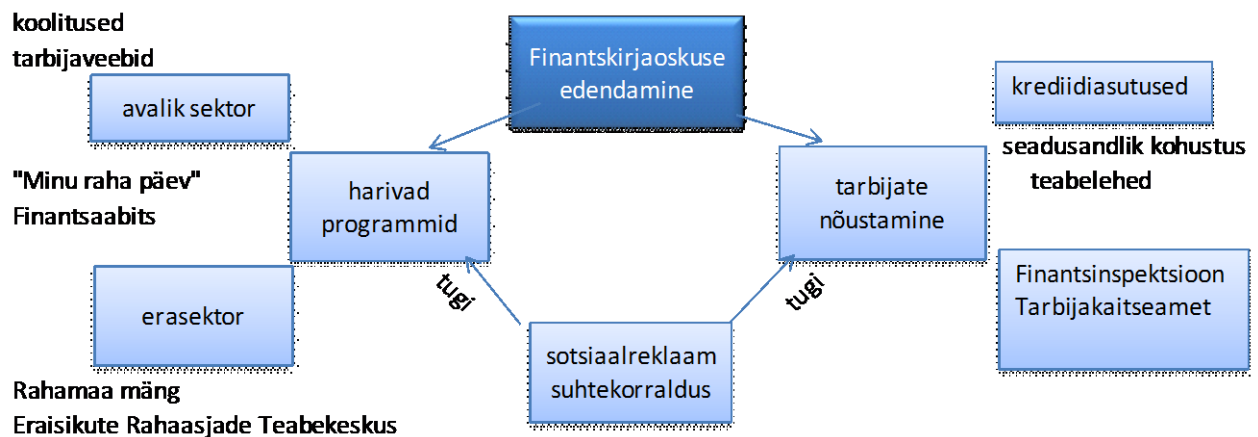 koolitused
tarbijaveebid
avalik sektor
"Minu raha päev"
Finantsaabits
erasektor
Rahamaa mäng
Eraisikute Rahaasjade Teabekeskus
Finantskirjaoskuse
edendamine
harivad
programmid
tugi
sotsiaalreklaam
suhtekorraldus
tugi
tarbijate
nõustamine
krediidiasutused
seadusandlik kohustus
teabelehed
Finantsinspektsioon
Tarbijakaitseamet